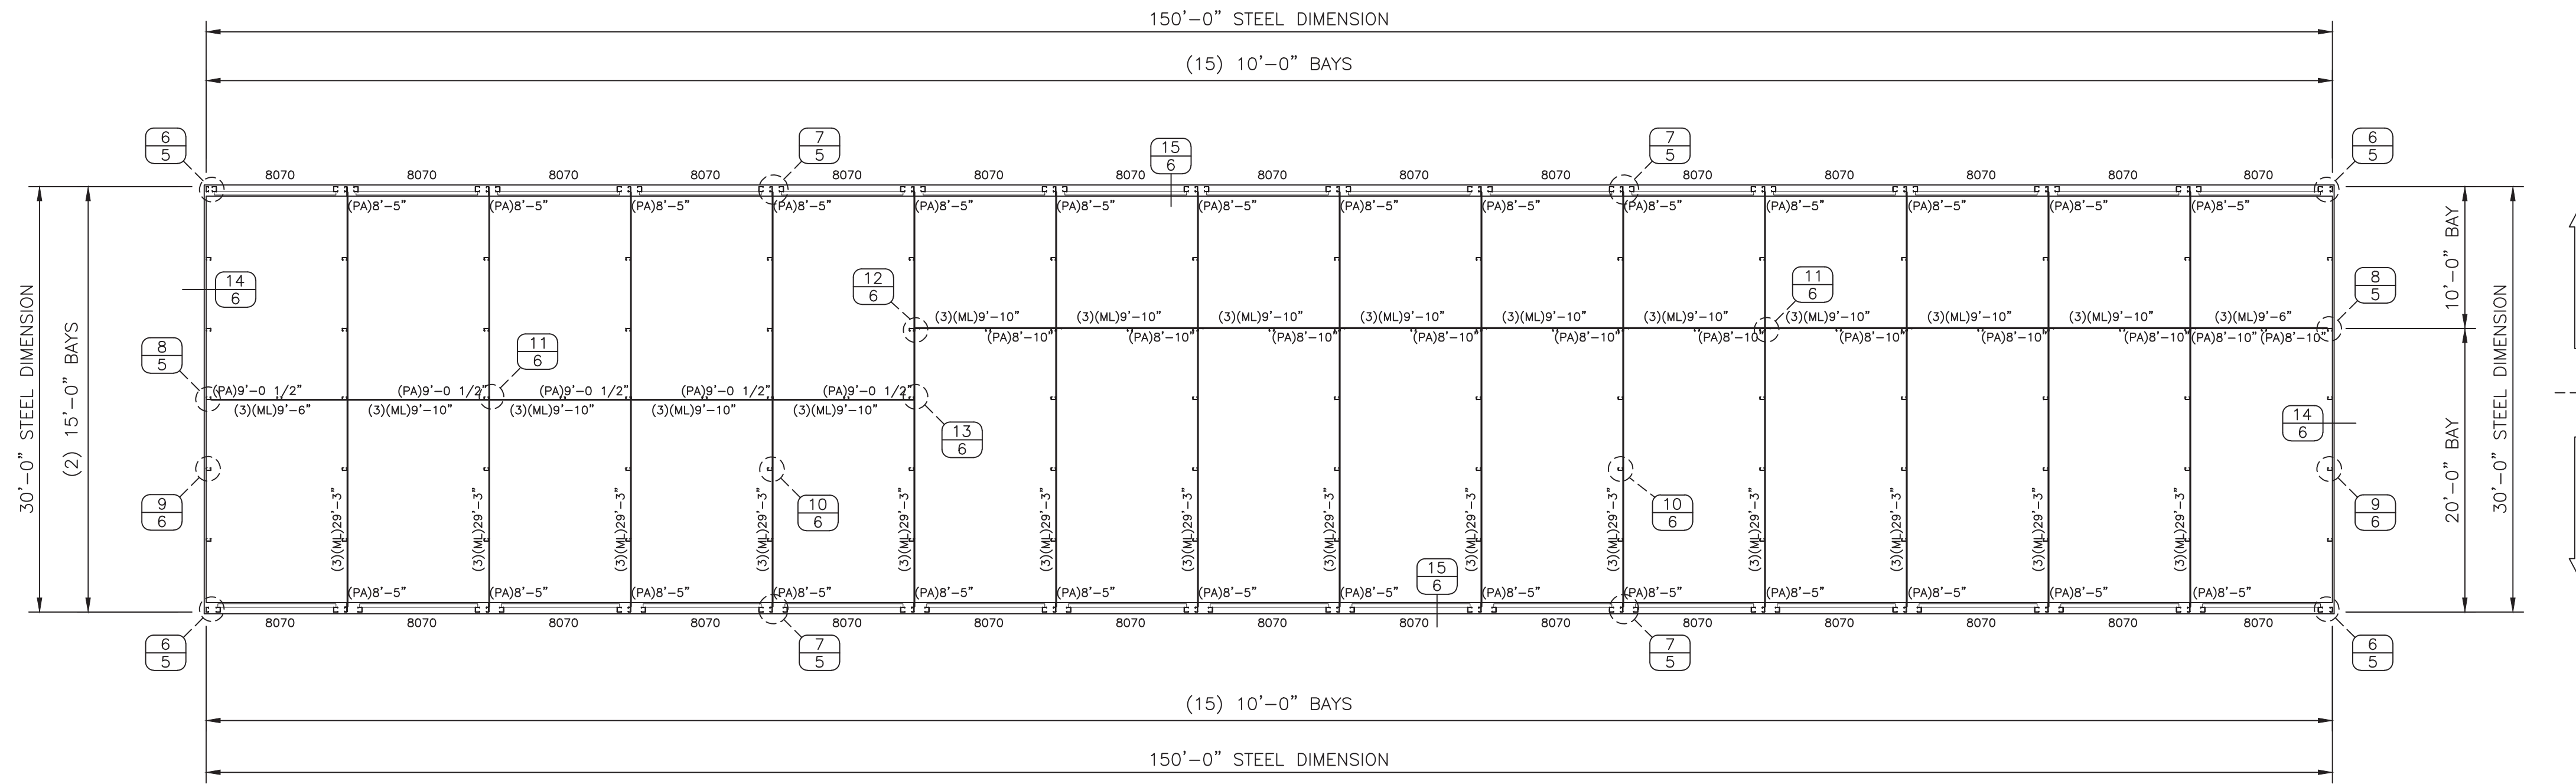 150'-0" STEEL DIMENSION
(15) 10'-0" BAYS
6
5
7
5
15
6
7
5
6
5
8070 8070 8070 8070 8070 8070 8070 8070 8070 8070 8070 8070 8070 8070 8070
(PA)8'-5" (PA)8'-5" (PA)8'-5" (PA)8'-5" (PA)8'-5" (PA)8'-5" (PA)8'-5" (PA)8'-5" (PA)8'-5" (PA)8'-5" (PA)8'-5" (PA)8'-5" (PA)8'-5" (PA)8'-5"
30'-0" STEEL DIMENSION
(2) 15'-0" BAYS
10'-0" BAY
20'-0" BAY
30'-0" STEEL DIMENSION
14
6
12
6
11
6
8
5
(3)(ML)9'-10" (3)(ML)9'-10" (3)(ML)9'-10" (3)(ML)9'-10" (3)(ML)9'-10" (3)(ML)9'-10" (3)(ML)9'-10" (3)(ML)9'-10" (3)(ML)9'-10" (3)(ML)9'-6"
(PA)8'-10" (PA)8'-10" (PA)8'-10" (PA)8'-10" (PA)8'-10" (PA)8'-10" (PA)8'-10" (PA)8'-10" (PA)8'-10" (PA)8'-10" (PA)8'-10"
8
5
11
6
(PA)9'-0 1/2" (PA)9'-0 1/2" (PA)9'-0 1/2" (PA)9'-0 1/2" (PA)9'-0 1/2"
(3)(ML)9'-6" (3)(ML)9'-10" (3)(ML)9'-10" (3)(ML)9'-10" (3)(ML)9'-10"
13
6
14
6
9
6
10
6
10
6
9
6
(3)(ML)29'-3" (3)(ML)29'-3" (3)(ML)29'-3" (3)(ML)29'-3" (3)(ML)29'-3" (3)(ML)29'-3" (3)(ML)29'-3" (3)(ML)29'-3" (3)(ML)29'-3" (3)(ML)29'-3" (3)(ML)29'-3" (3)(ML)29'-3" (3)(ML)29'-3" (3)(ML)29'-3"
15
6
(PA)8'-5" (PA)8'-5" (PA)8'-5" (PA)8'-5" (PA)8'-5" (PA)8'-5" (PA)8'-5" (PA)8'-5" (PA)8'-5" (PA)8'-5" (PA)8'-5" (PA)8'-5" (PA)8'-5" (PA)8'-5"
8070 8070 8070 8070 8070 8070 8070 8070 8070 8070 8070 8070 8070 8070 8070
6
5
7
5
7
5
6
5
(15) 10'-0" BAYS
150'-0" STEEL DIMENSION